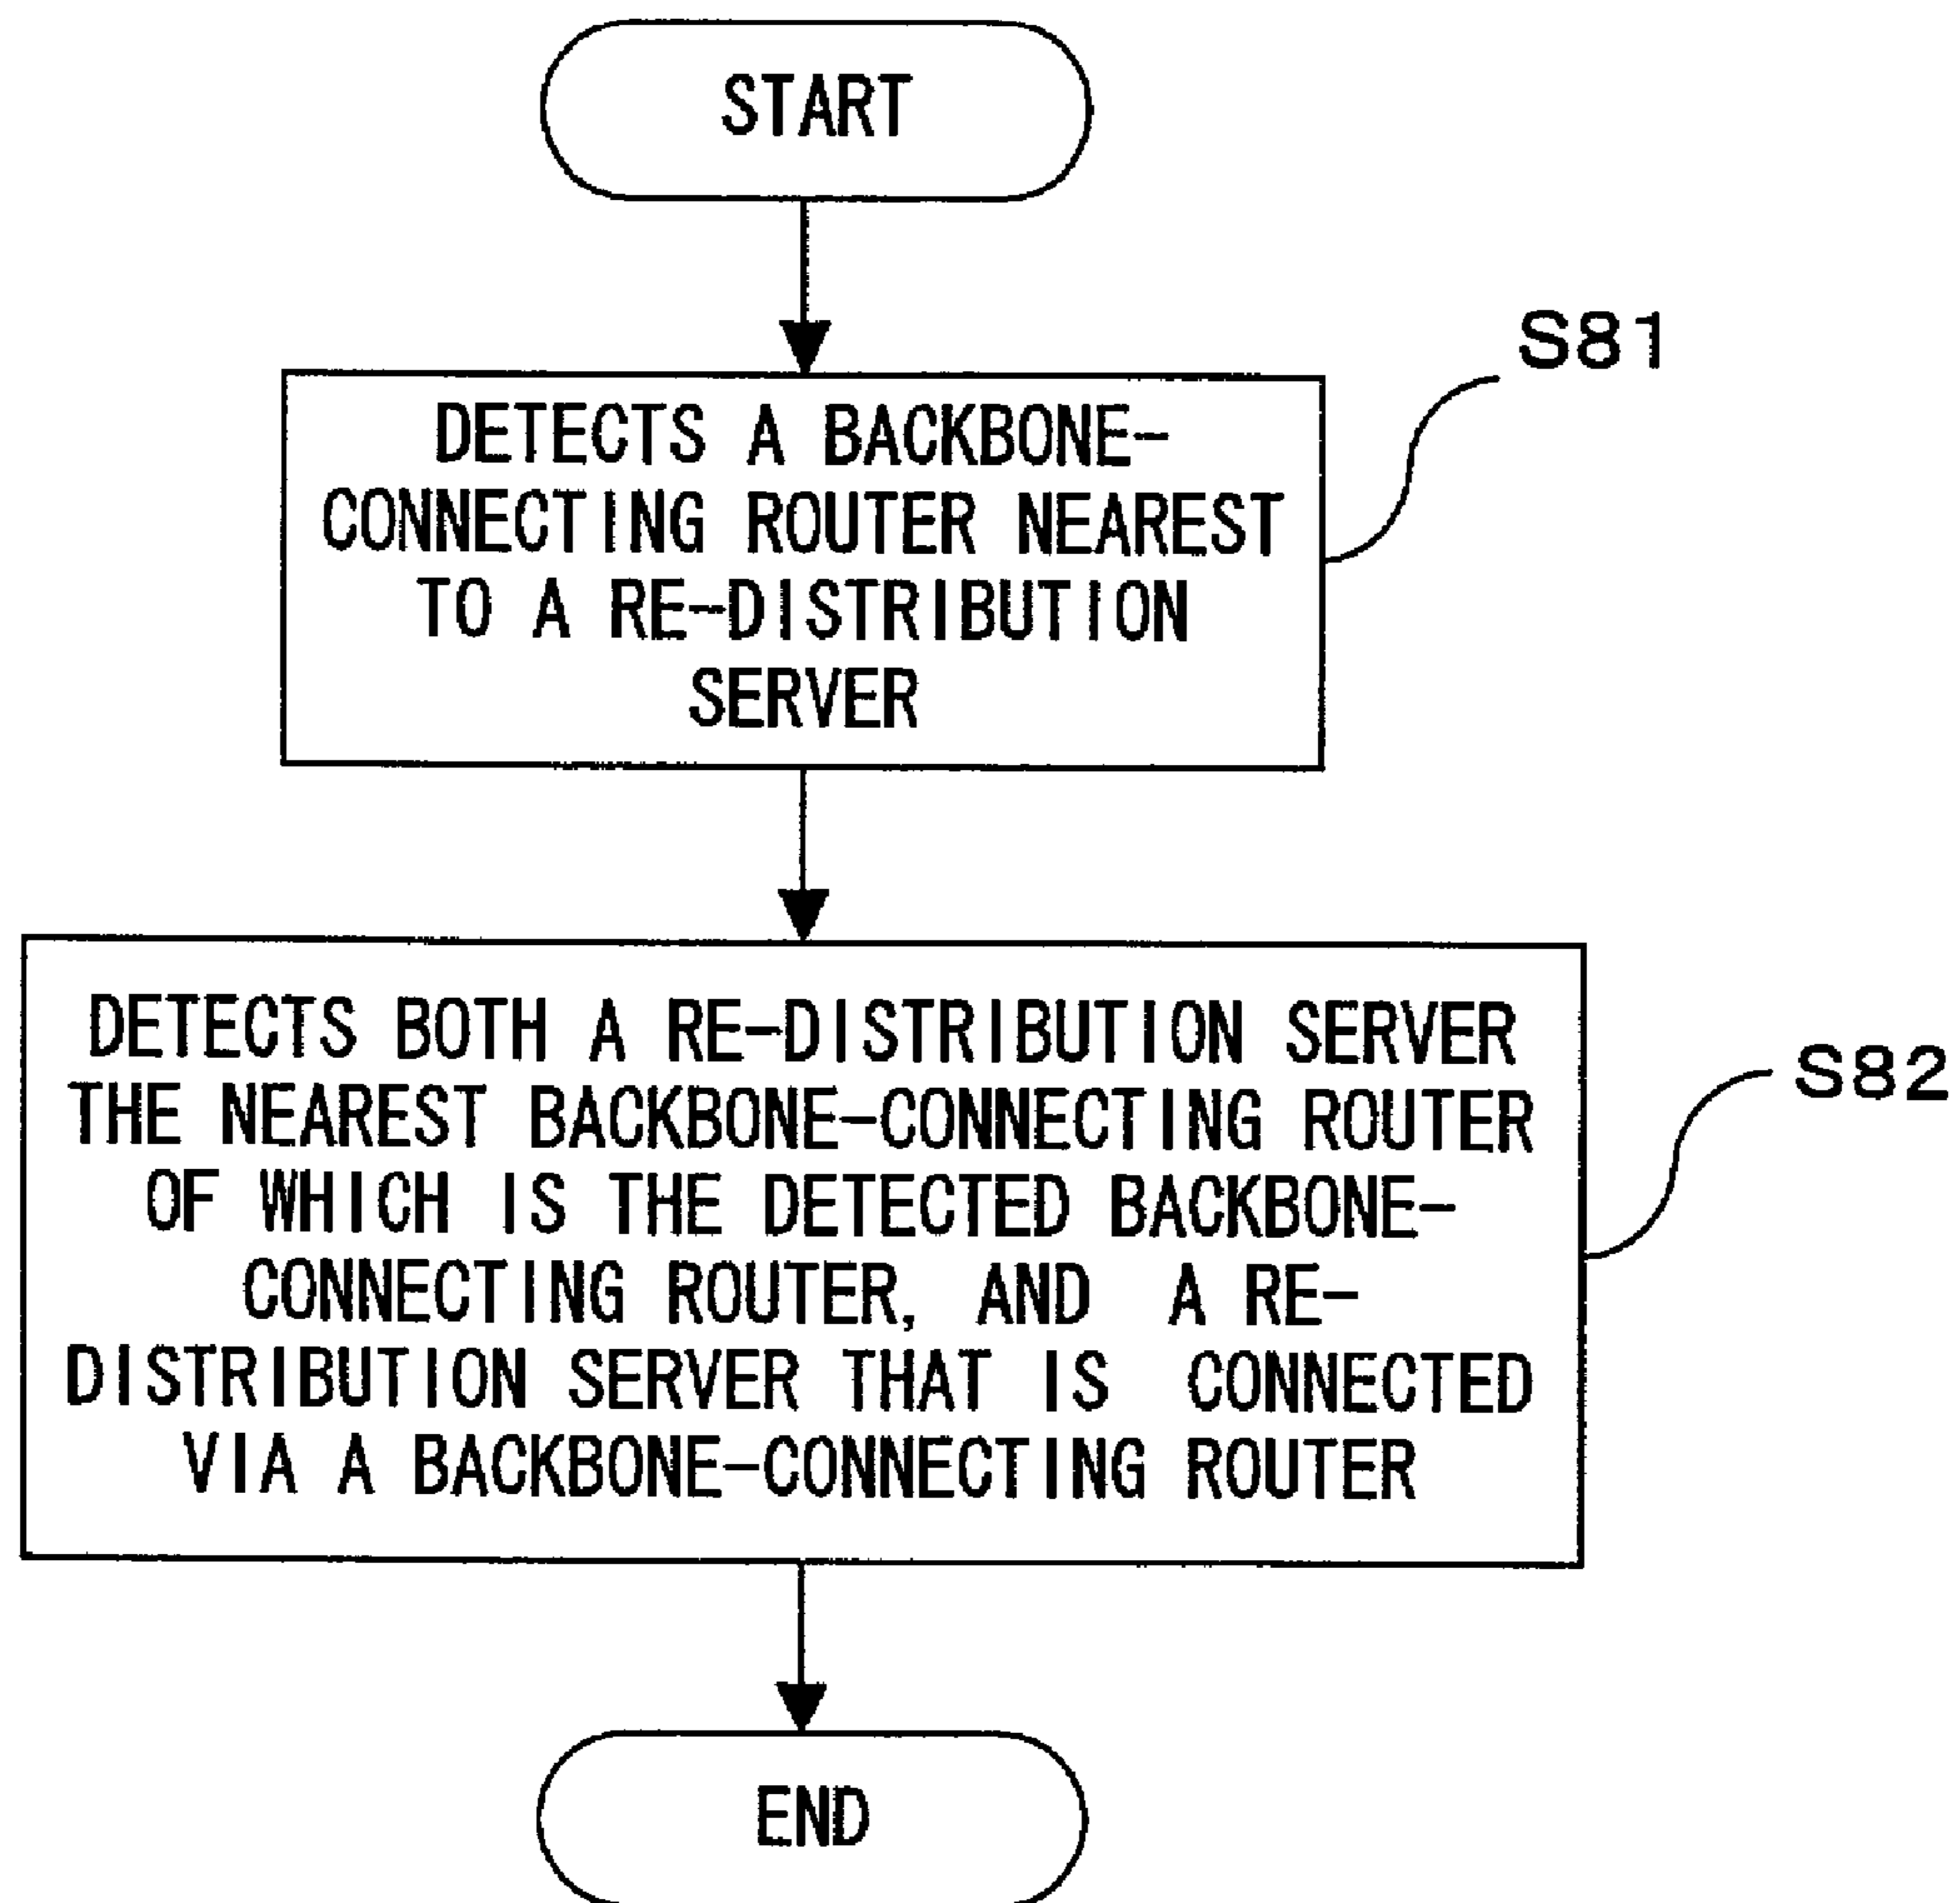 START
S81
DETECTS A BACKBONE-
CONNECTING ROUTER NEAREST
TO A RE-DISTRIBUTION
SERVER
DETECTS BOTH A RE-DISTRIBUTION SERVER
THE NEAREST BACKBONE-CONNECTING ROUTER
OF WHICH IS THE DETECTED BACKBONE-
CONNECTING ROUTER, AND A RE-
DISTRIBUTION SERVER THAT IS CONNECTED
VIA A BACKBONE-CONNECTING ROUTER
S82
END